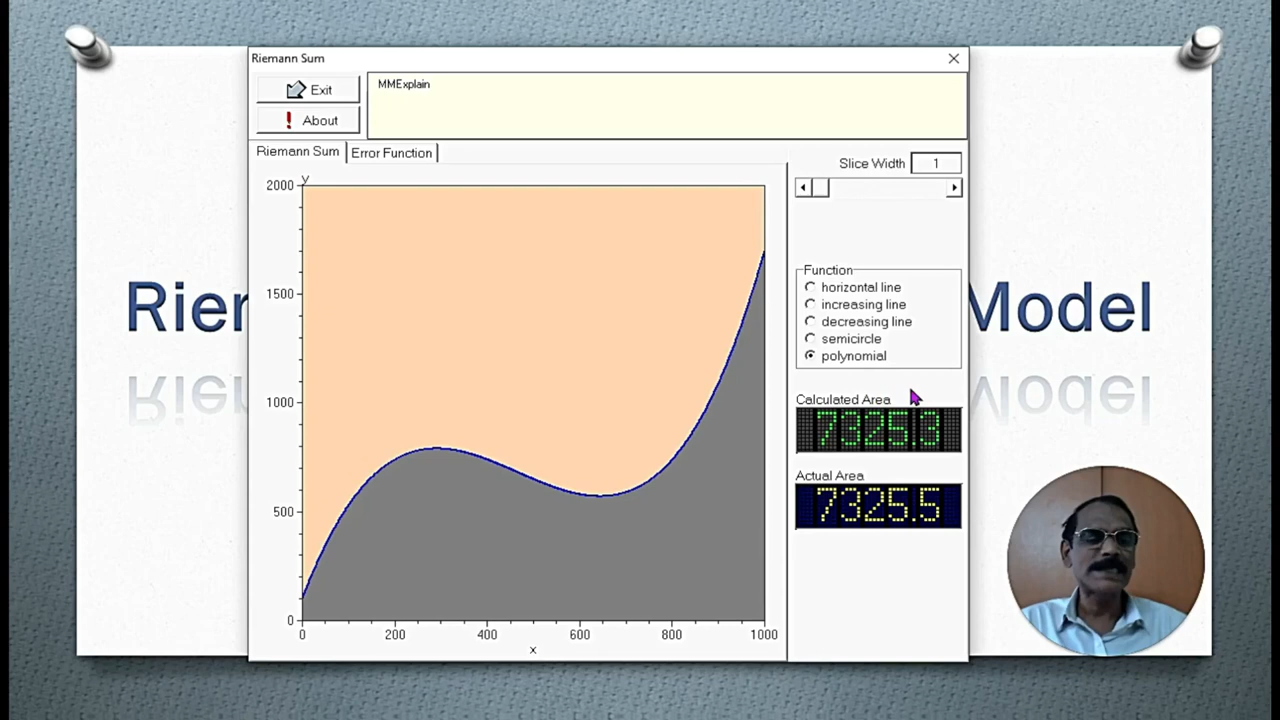 Riemann Sum
Exit
MMExplain
About
Riemann Sum
Error Function
Slice Width 1
y
2000
1500
1000
500
0
0 200 400 600 800 1000
x
Function
horizontal line
increasing line
decreasing line
semicircle
polynomial
Calculated Area
7325.3
Actual Area
7325.5
Rier
Model